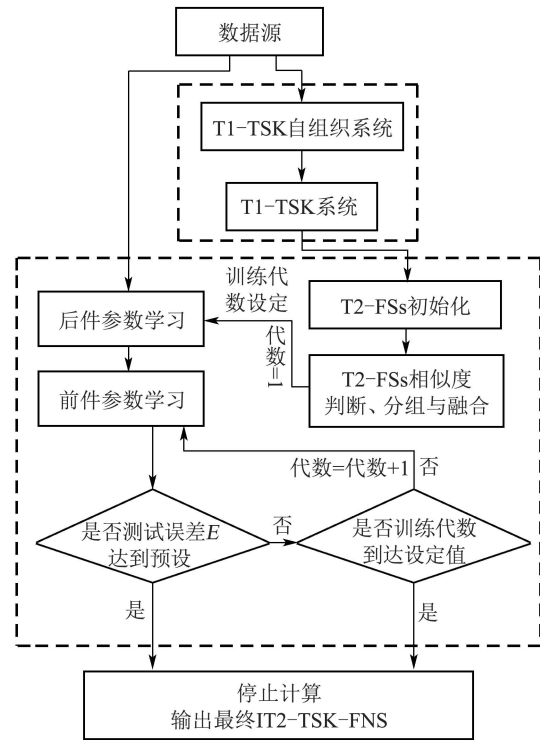 数据源
T1-TSK自组织系统
T1-TSK系统
训练代
数设定
代数=1
后件参数学习
T2-FSs初始化
前件参数学习
T2-FSs相似度
判断、分组与融合
代数=代数+1
否
是否测试误差E
达到预设
否
是否训练代数
到达设定值
是
是
停止计算
输出最终IT2-TSK-FNS